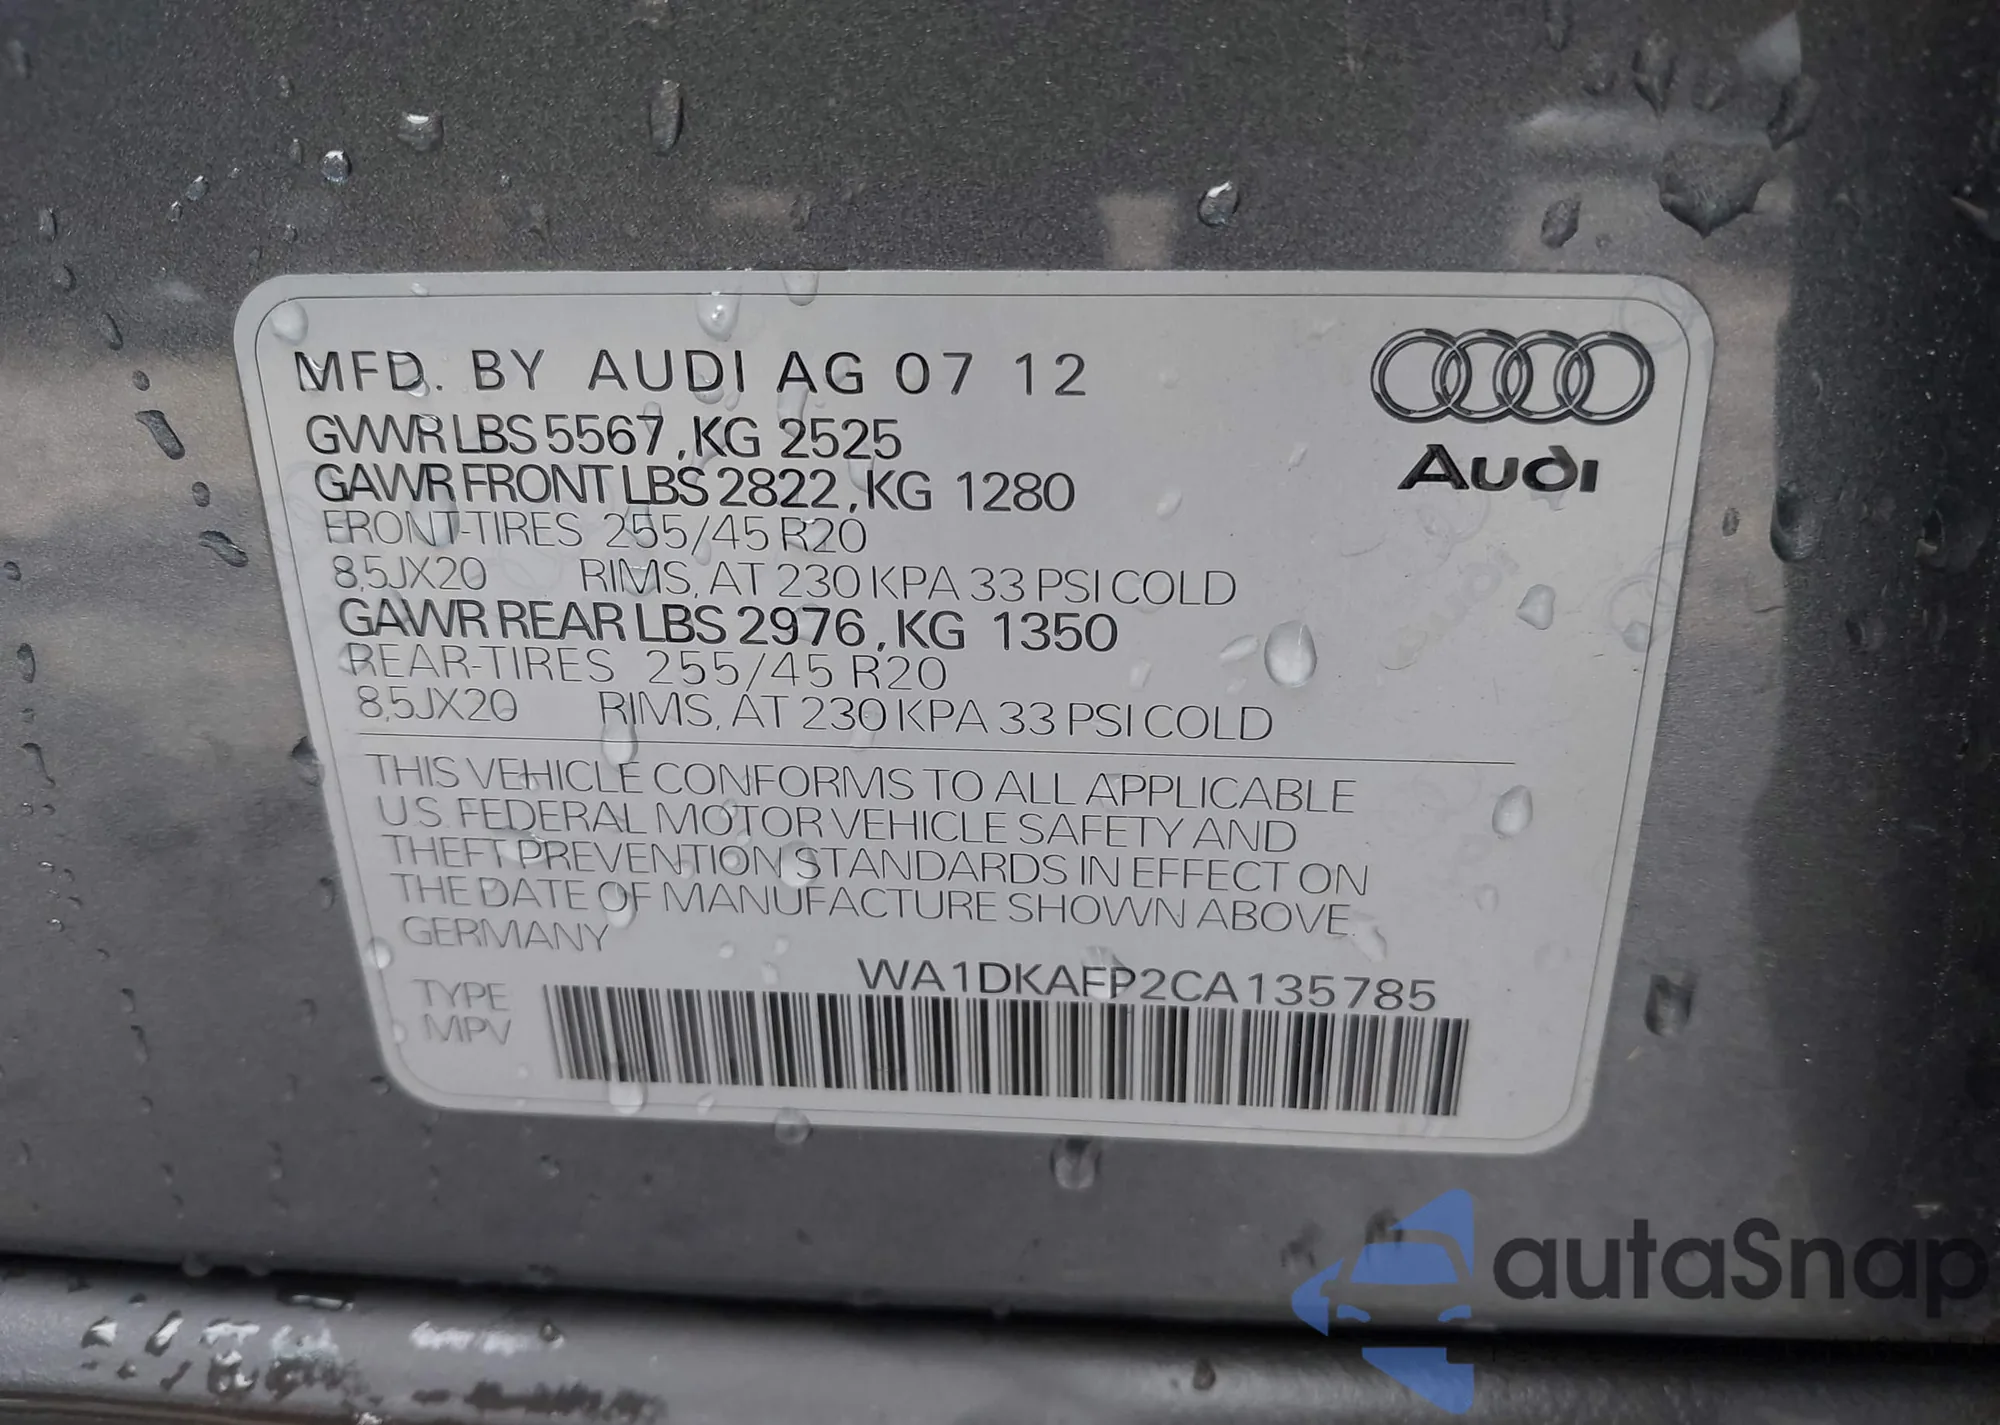 MFD. BY AUDI AG 07 12
GVWR LBS 5567, KG 2525
GAWR FRONT LBS 2822, KG 1280
FRONT-TIRES 255/45 R20
8,5JX20 RIMS, AT 230 KPA 33 PSI COLD
GAWR REAR LBS 2976, KG 1350
REAR-TIRES 255/45 R20
8,5JX20 RIMS, AT 230 KPA 33 PSI COLD
Audi
THIS VEHICLE CONFORMS TO ALL APPLICABLE
U.S. FEDERAL MOTOR VEHICLE SAFETY AND
THEFT PREVENTION STANDARDS IN EFFECT ON
THE DATE OF MANUFACTURE SHOWN ABOVE.
GERMANY
WA1DKAFP2CA135785
TYPE
MPV
autaSnap